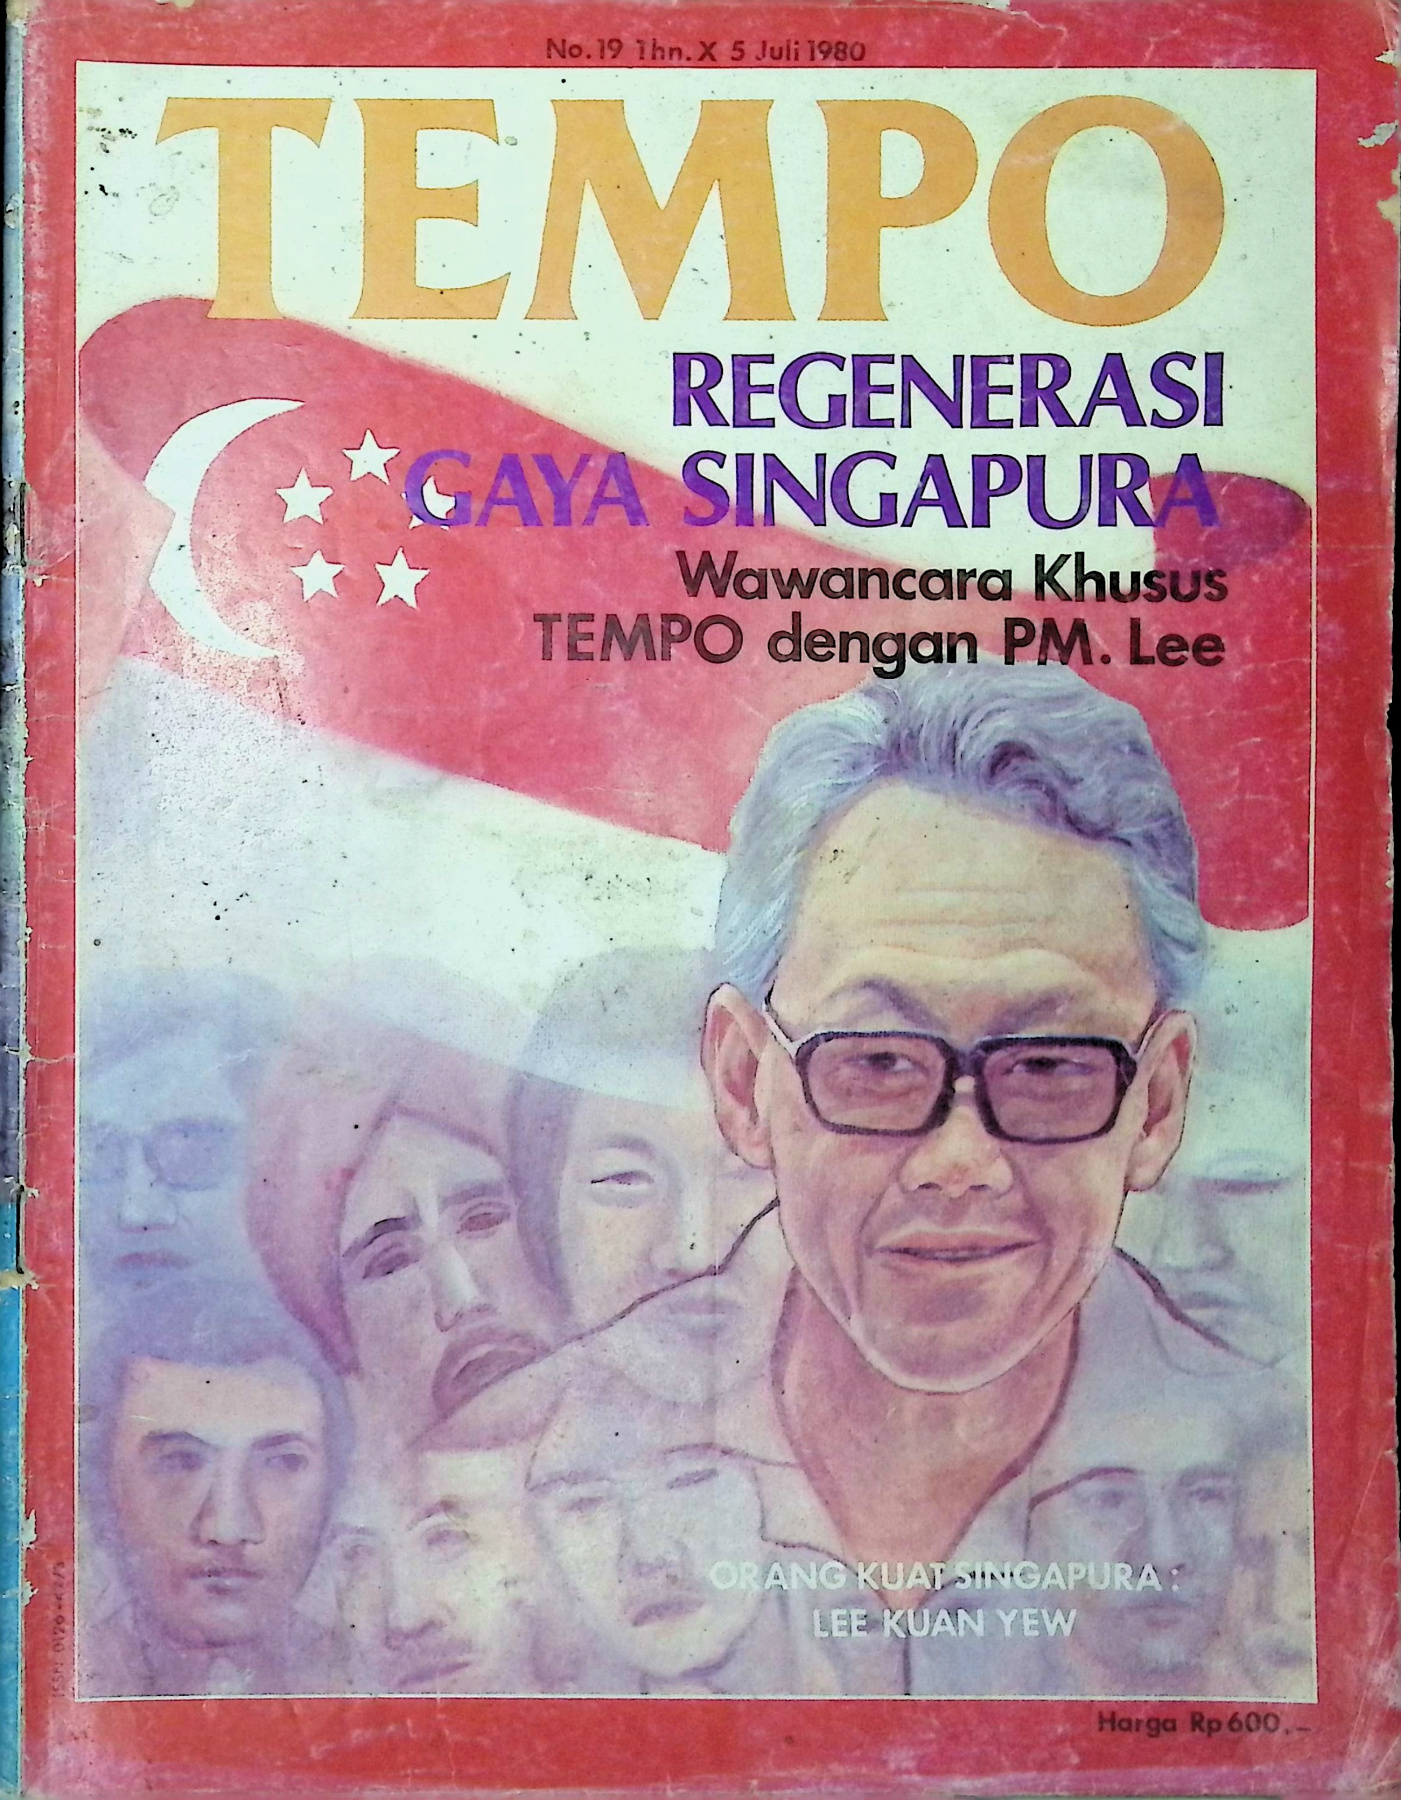 No. 19 Thn. X 5 Juli 1980
TEMPO
REGENERASI
GAYA SINGAPURA
Wawancara Khusus
TEMPO dengan PM. Lee
ORANG KUAT SINGAPURA :
LEE KUAN YEW
Harga Rp 600,–